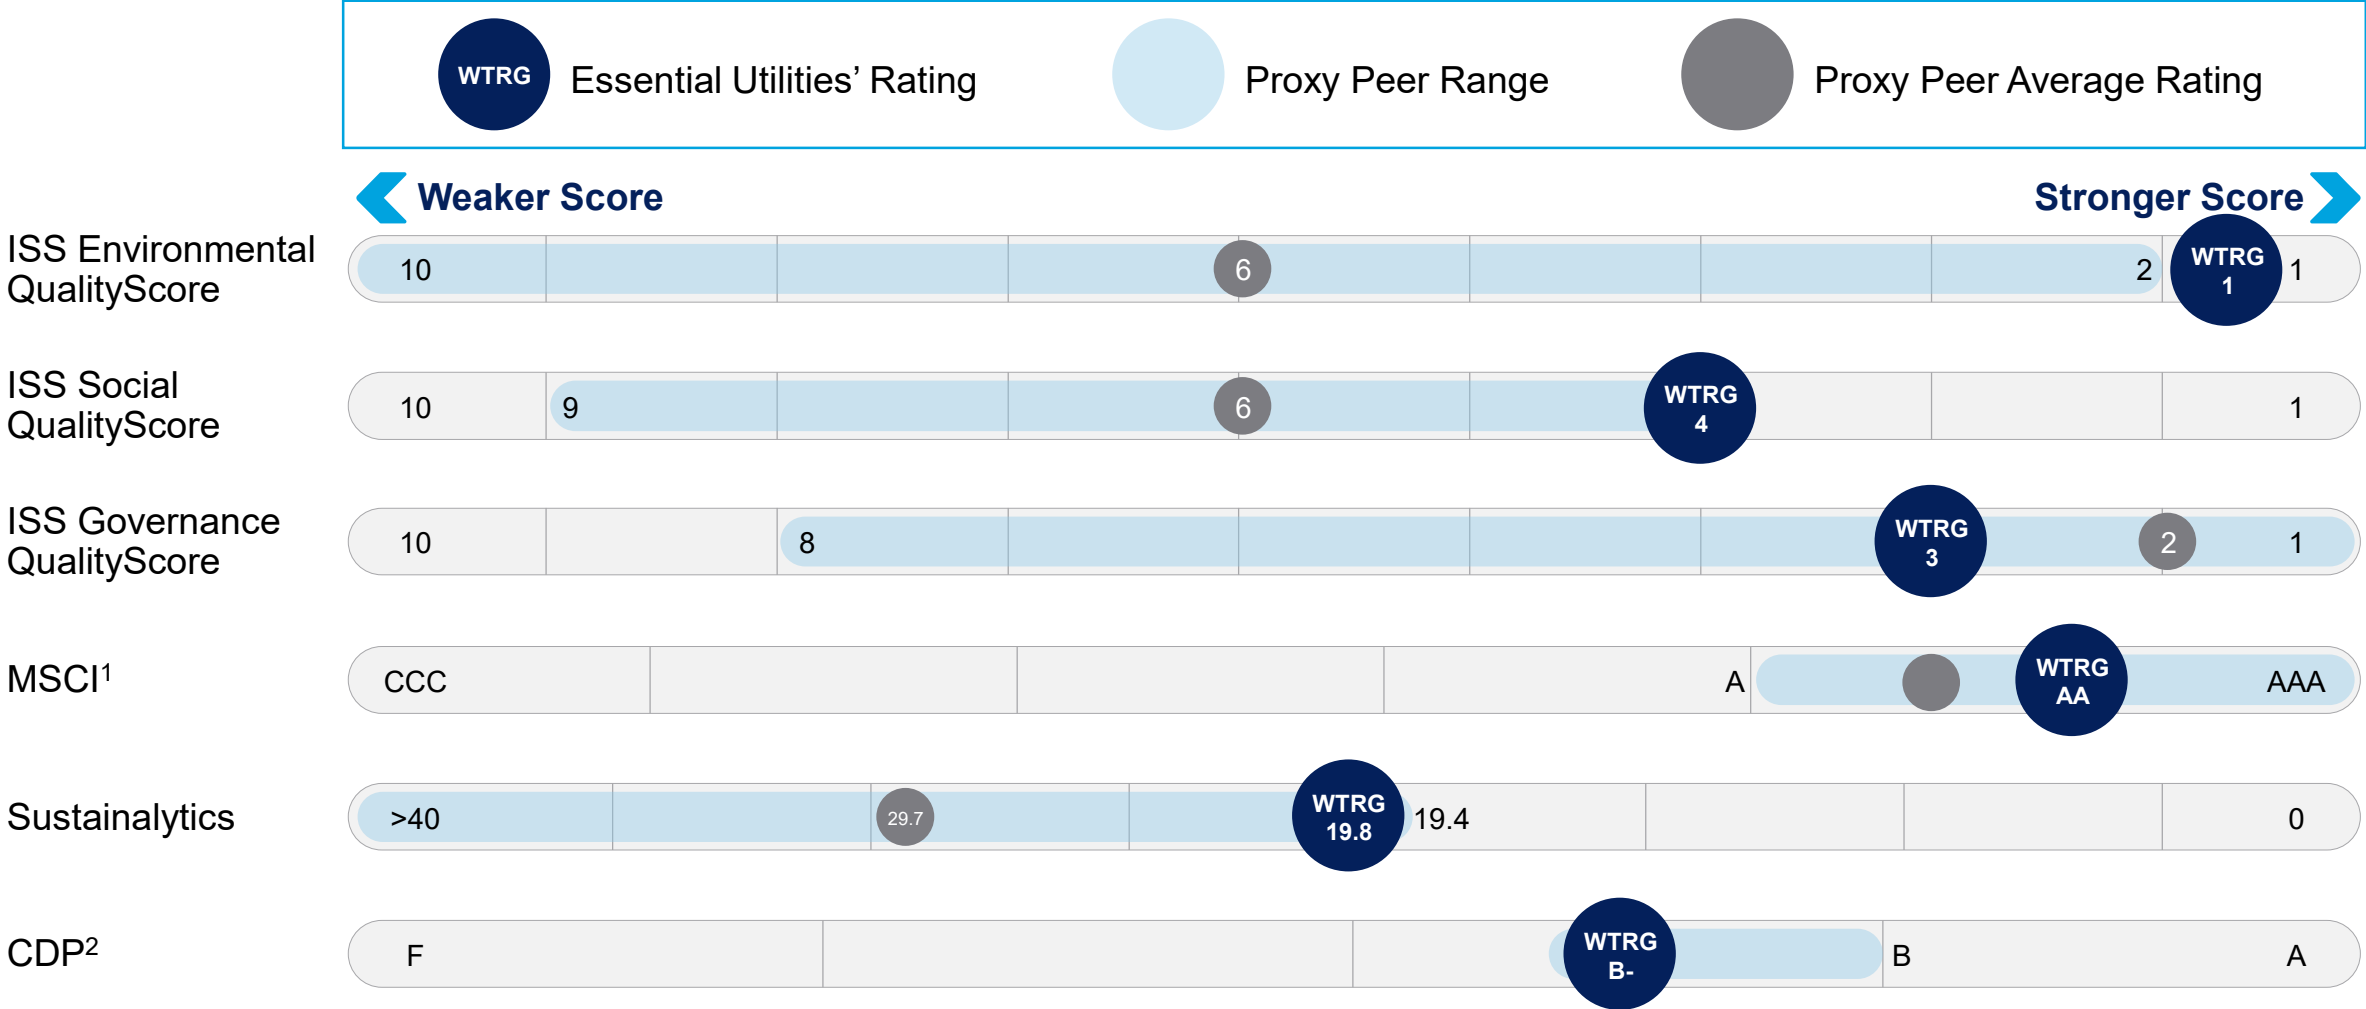 WTRG Essential Utilities’ Rating Proxy Peer Range Proxy Peer Average Rating
Weaker Score Stronger Score
ISS Environmental
QualityScore
10 6 2 WTRG
1 1
ISS Social
QualityScore
10 9 6 WTRG
4 1
ISS Governance
QualityScore
10 8 WTRG
3 2 1
MSCI¹
CCC A WTRG
AA AAA
Sustainalytics
>40 29.7 WTRG
19.8 19.4 0
CDP²
F WTRG
B- B A